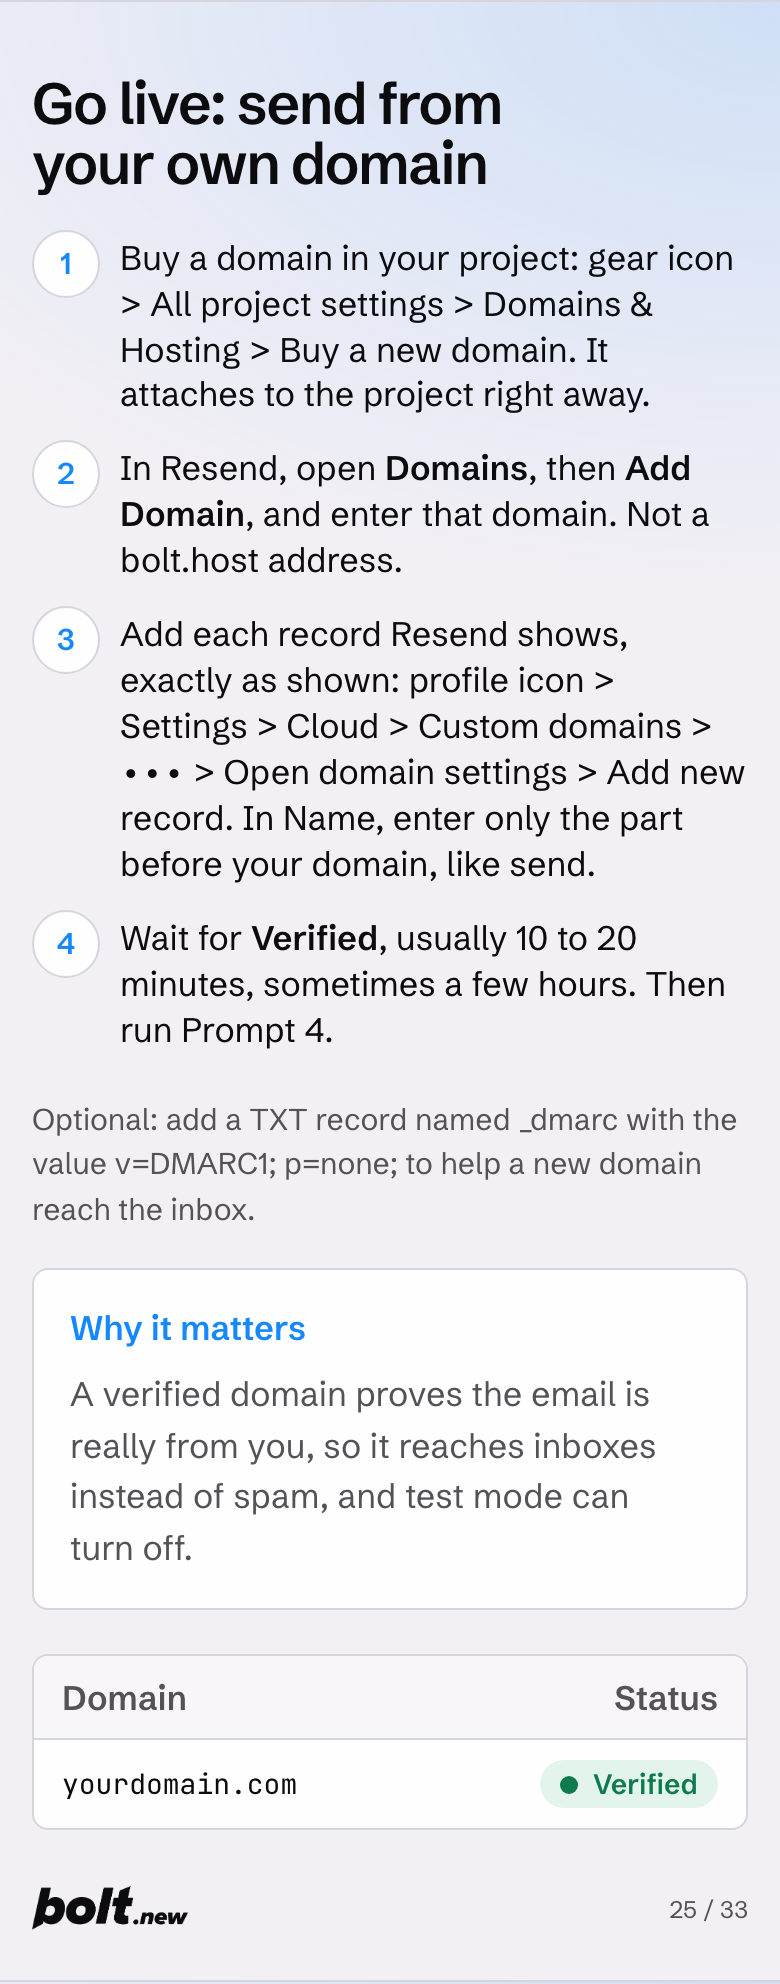 Go live: send from
your own domain
1
Buy a domain in your project: gear icon
> All project settings > Domains &
Hosting > Buy a new domain. It
attaches to the project right away.
2
In Resend, open Domains, then Add
Domain, and enter that domain. Not a
bolt.host address.
3
Add each record Resend shows,
exactly as shown: profile icon >
Settings > Cloud > Custom domains >
••• > Open domain settings > Add new
record. In Name, enter only the part
before your domain, like send.
4
Wait for Verified, usually 10 to 20
minutes, sometimes a few hours. Then
run Prompt 4.
Optional: add a TXT record named _dmarc with the
value v=DMARC1; p=none; to help a new domain
reach the inbox.
Why it matters
A verified domain proves the email is
really from you, so it reaches inboxes
instead of spam, and test mode can
turn off.
Domain Status
yourdomain.com Verified
bolt.new 25 / 33